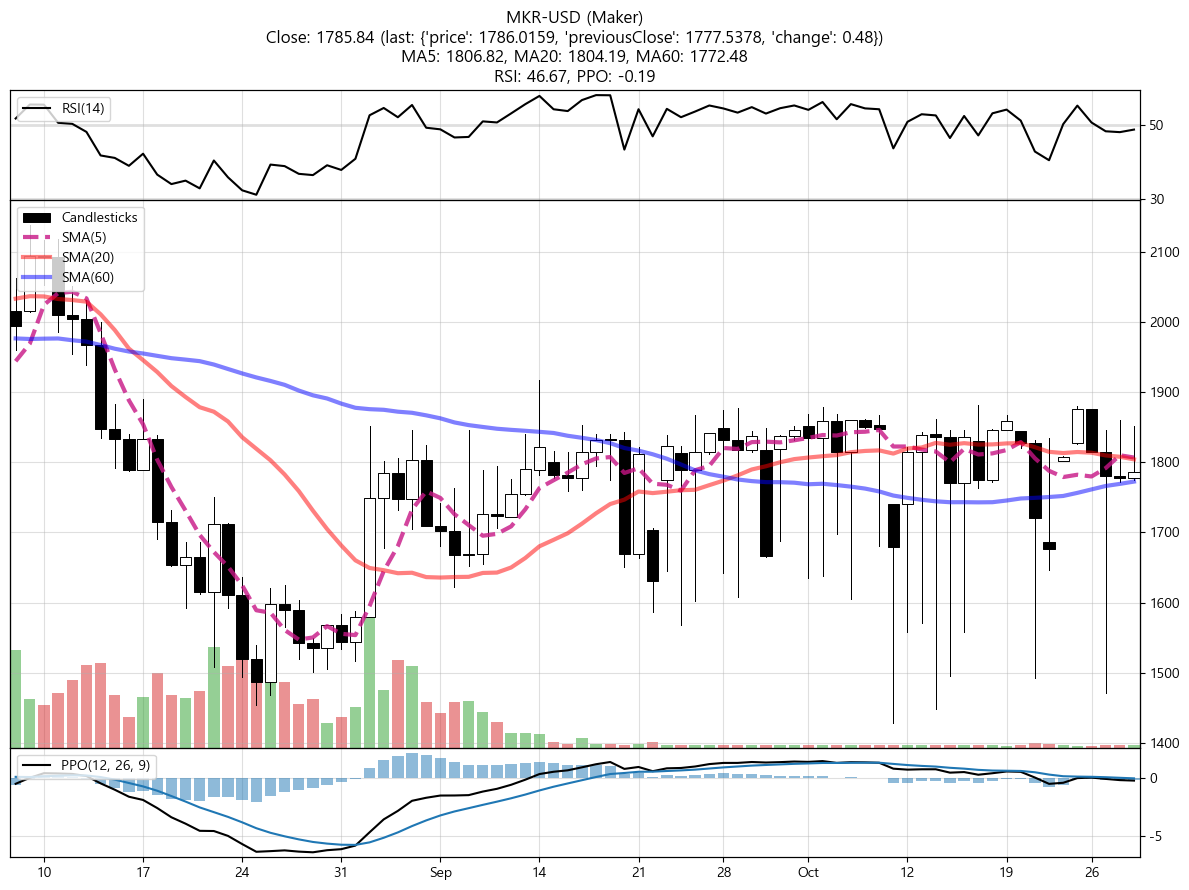 MKR-USD (Maker)
Close: 1785.84 (last: {'price': 1786.0159, 'previousClose': 1777.5378, 'change': 0.48})
MA5: 1806.82, MA20: 1804.19, MA60: 1772.48
RSI: 46.67, PPO: -0.19
RSI(14)
50
30
Candlesticks
SMA(5)
SMA(20)
SMA(60)
2100
2000
1900
1800
1700
1600
1500
1400
PPO(12, 26, 9)
0
-5
10 17 24 31 Sep 14 21 28 Oct 12 19 26